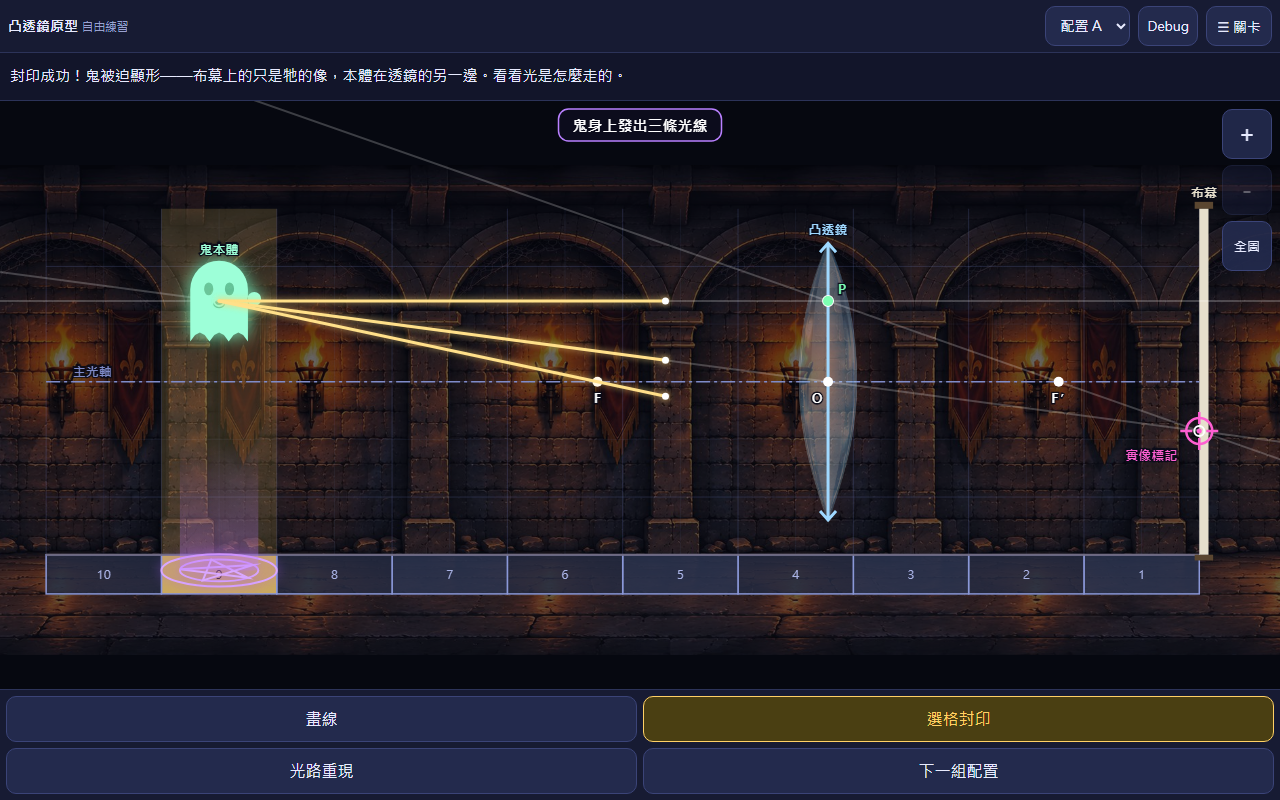 凸透鏡原型 自由練習
配置 A
Debug
☰ 關卡
封印成功！鬼被迫顯形——布幕上的只是牠的像，本體在透鏡的另一邊。看看光是怎麼走的。
鬼身上發出三條光線
+
−
全圖
布幕
凸透鏡
鬼本體
P
主光軸
F
O
F′
實像標記
10
8
7
6
5
4
3
2
1
畫線
選格封印
光路重現
下一組配置